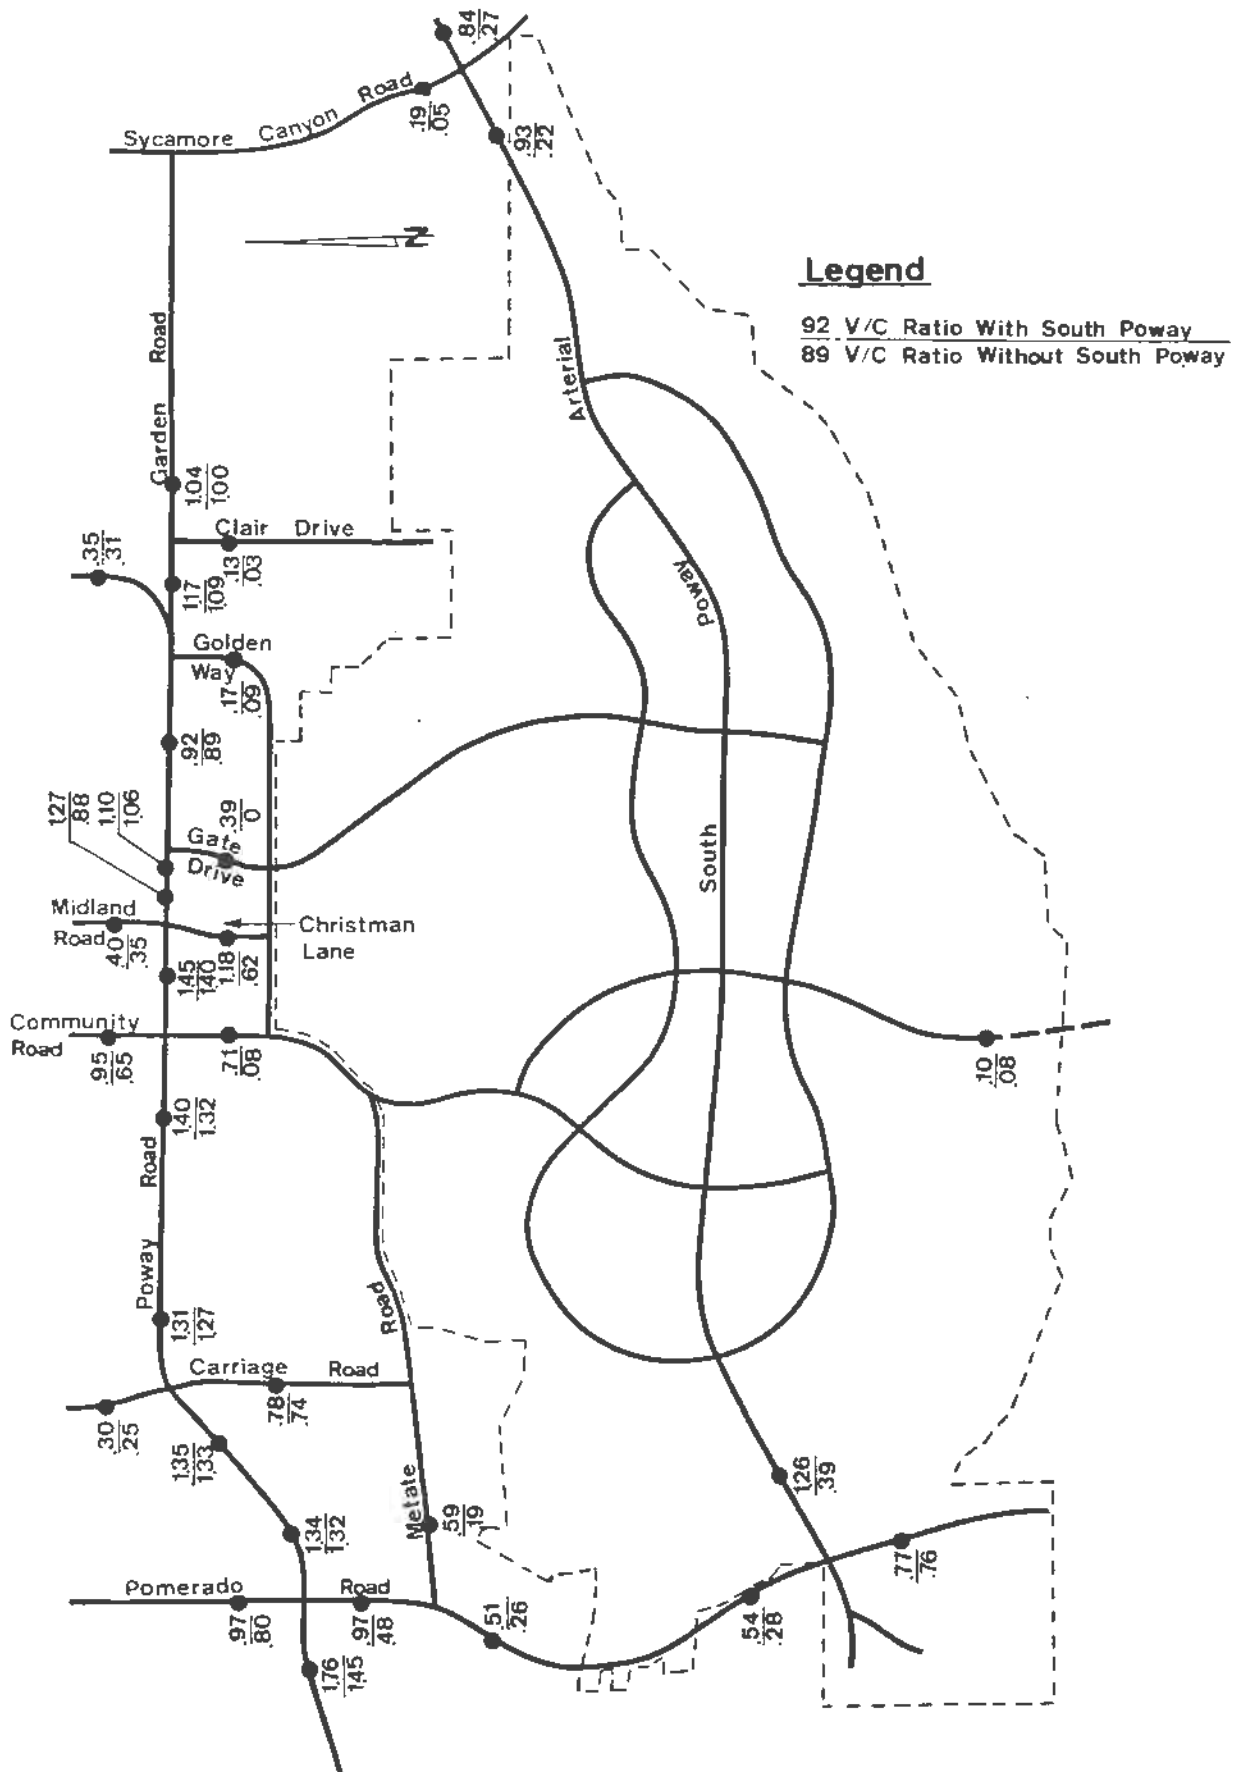 .84
.27
Sycamore Canyon Road
.19
.05
.93
.22
N
Legend
.92 V/C Ratio With South Poway
.89 V/C Ratio Without South Poway
Garden Road
Arterial
1.04
1.00
Clair Drive
.13
.03
.35
.31
1.17
1.09
Poway
Golden
Way
.17
.09
.92
.89
1.27
.88
1.10
1.06
.39
0
Gate
Drive
South
Midland
Road
.40
.35
Christman
Lane
1.18
.62
1.45
1.40
Community
Road
.95
.65
.71
.08
.10
.08
1.40
1.32
Poway Road
1.31
1.27
Road
Carriage Road
.30
.25
.78
.74
1.35
1.33
1.34
1.32
Metate
.59
.19
1.26
.39
.77
.76
Pomerado Road
.97
.80
.97
.48
.51
.26
.54
.28
1.76
1.45